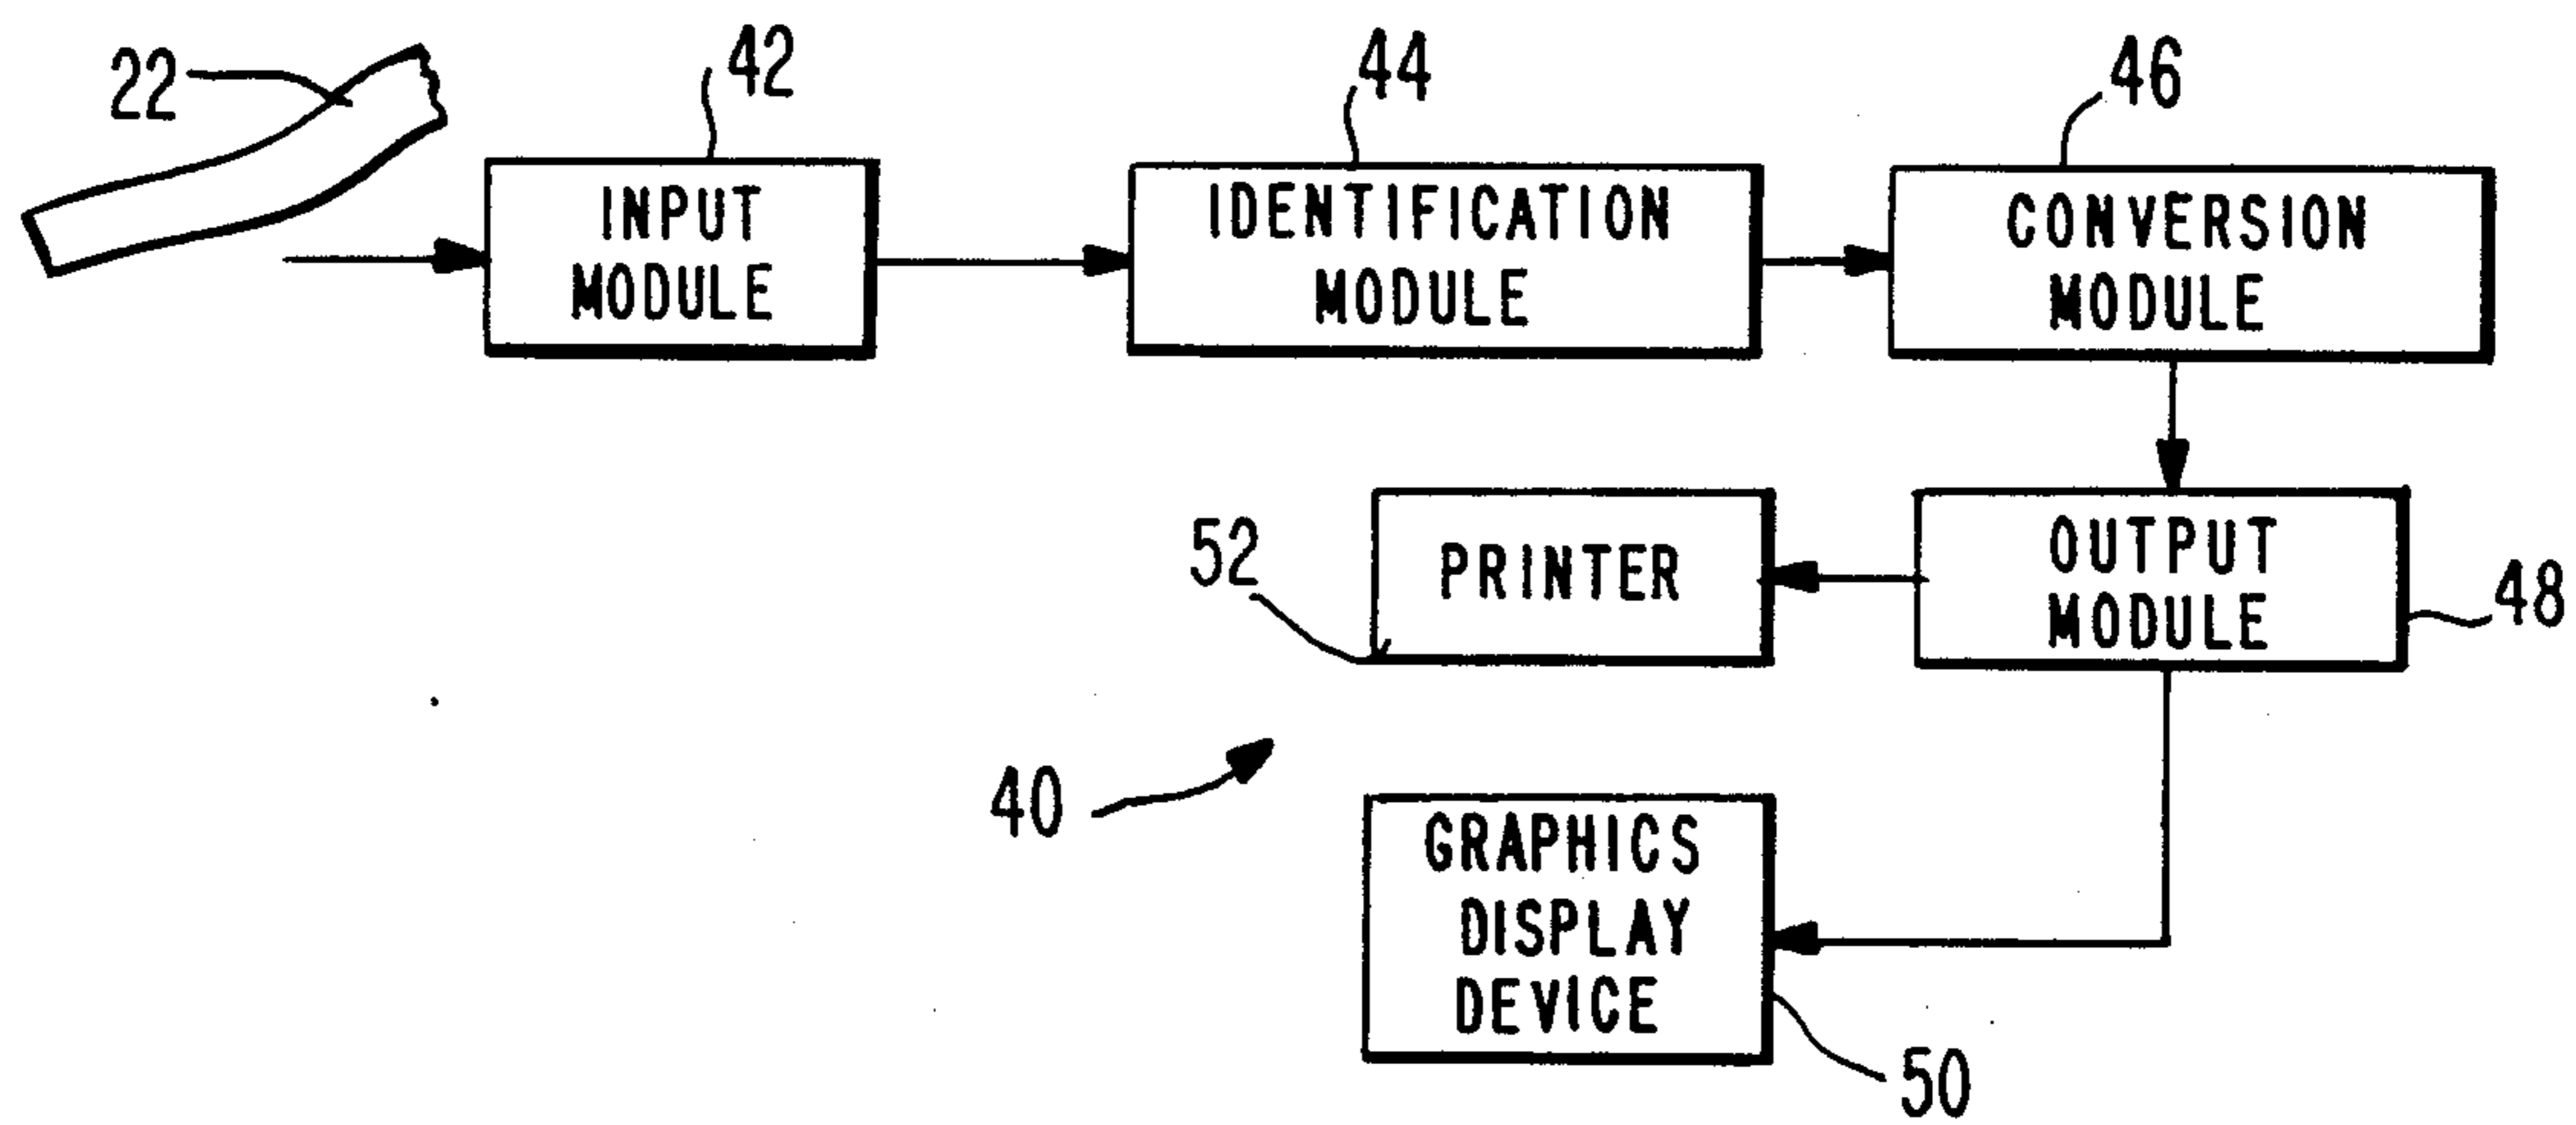 22
42
44
46
INPUT
MODULE
IDENTIFICATION
MODULE
CONVERSION
MODULE
52
PRINTER
OUTPUT
MODULE
48
40
GRAPHICS
DISPLAY
DEVICE
50